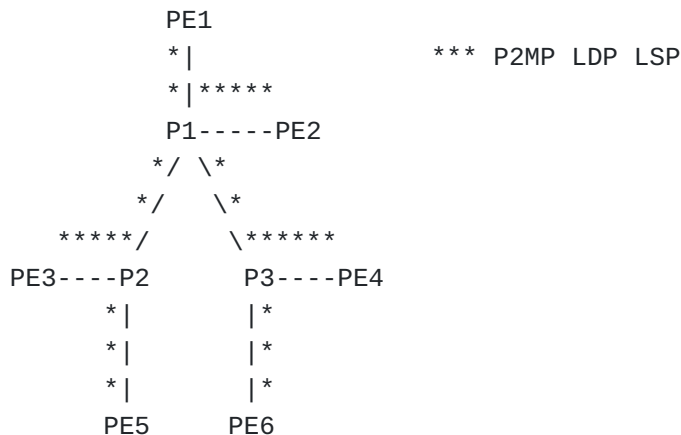 PE1
            *|                   *** P2MP LDP LSP
            *|*****
            P1-----PE2
           */ \*
          */   \*
     *****/     \******
  PE3----P2      P3----PE4
        *|       |*
        *|       |*
        *|       |*
        PE5     PE6